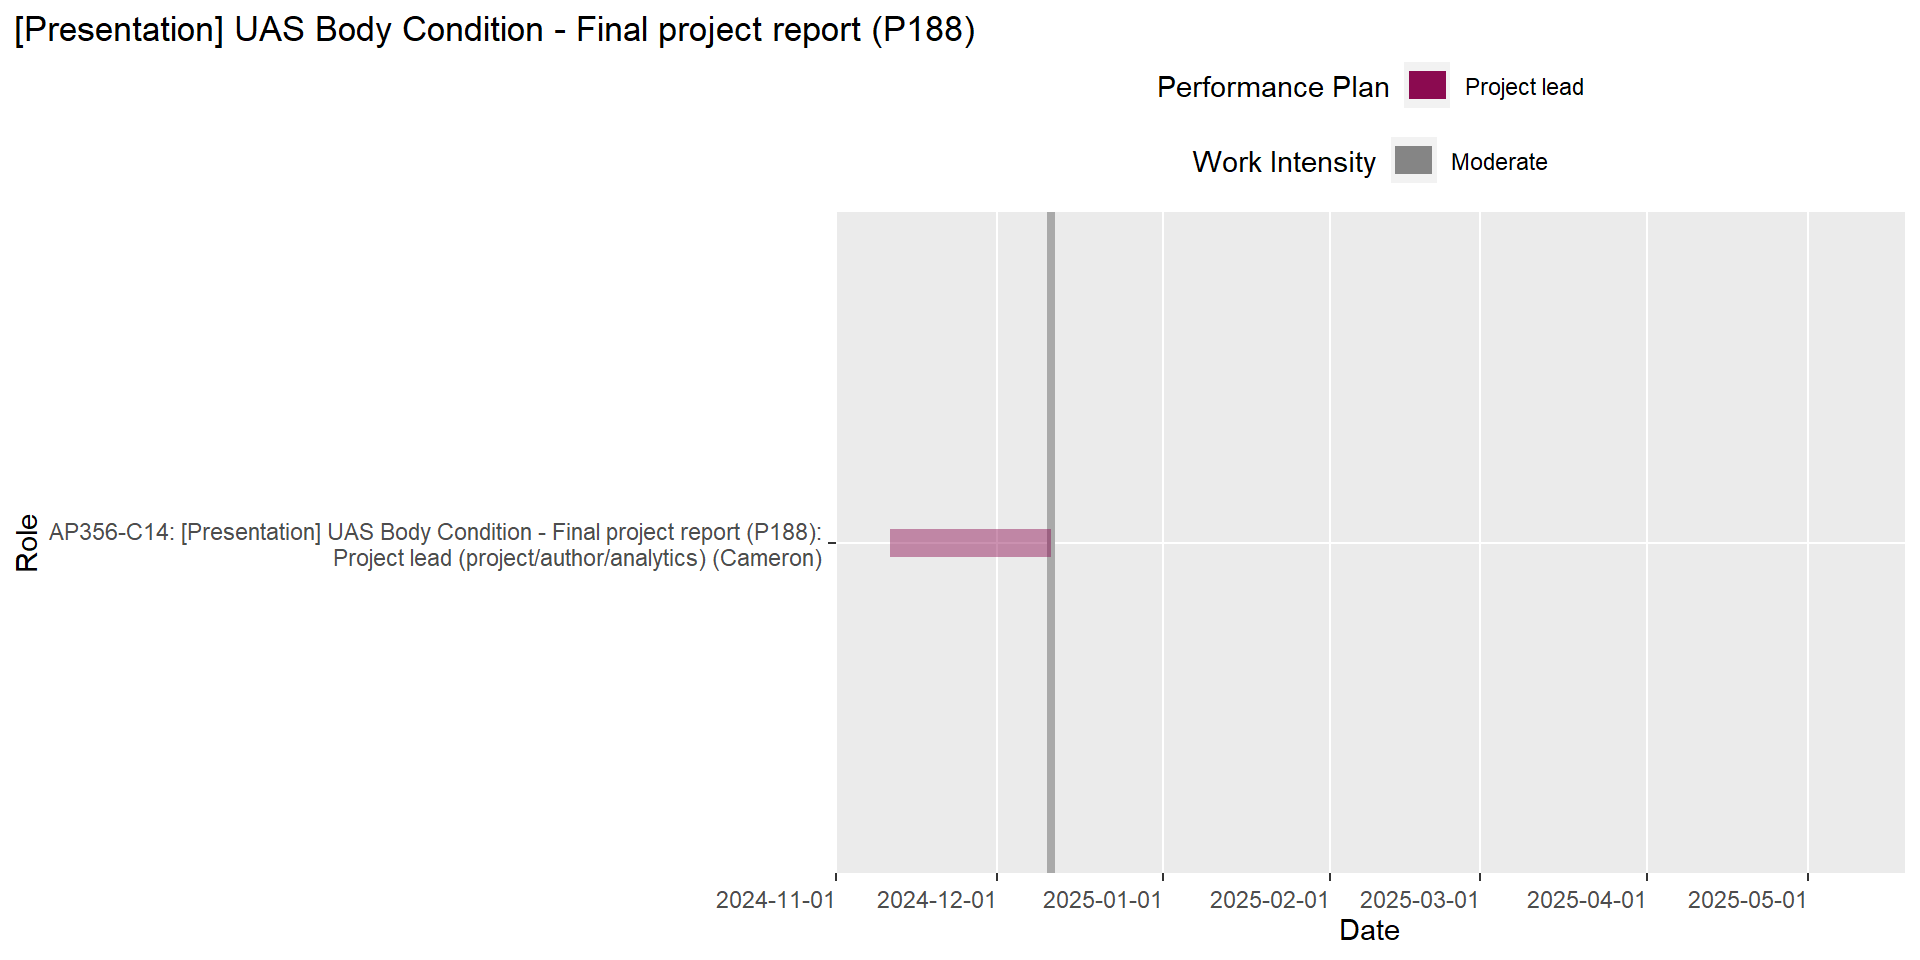 [Presentation] UAS Body Condition - Final project report (P188)
Performance Plan
Project lead
Work Intensity
Moderate
Role
AP356-C14: [Presentation] UAS Body Condition - Final project report (P188):
Project lead (project/author/analytics) (Cameron)
2024-11-01
2024-12-01
2025-01-01
2025-02-01
2025-03-01
2025-04-01
2025-05-01
Date